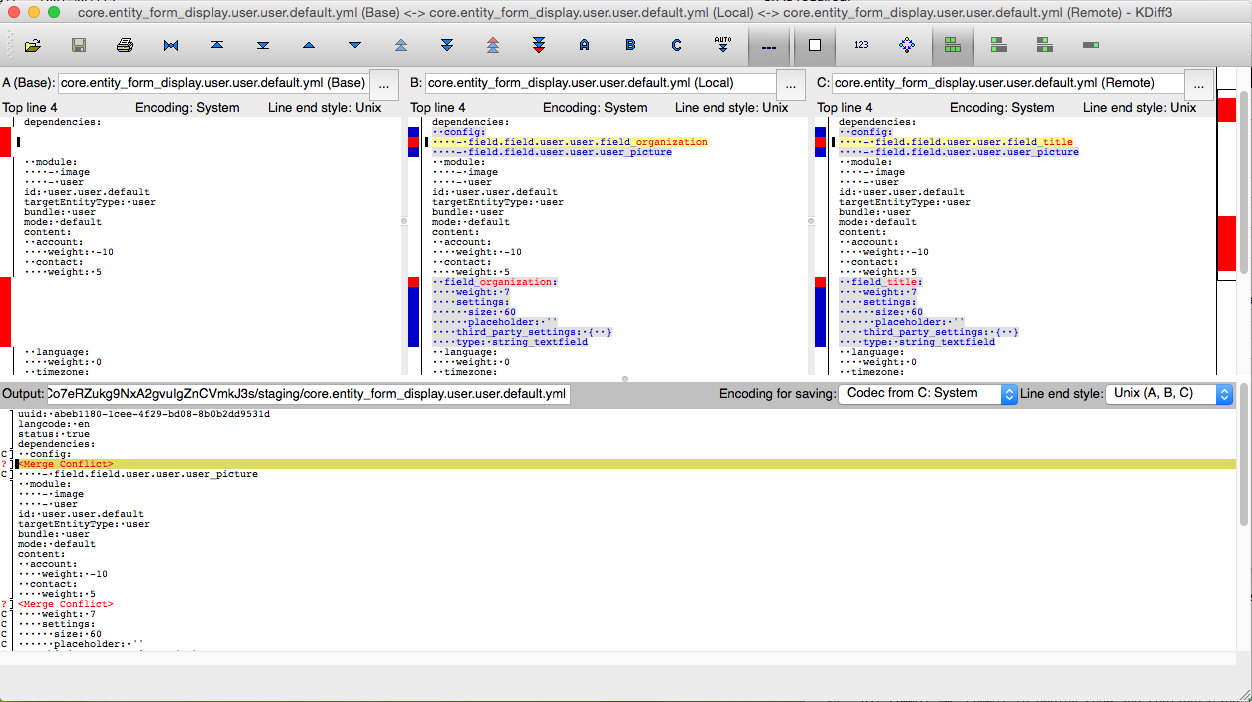 core.entity_form_display.user.user.default.yml (Base) <-> core.entity_form_display.user.user.default.yml (Local) <-> core.entity_form_display.user.user.default.yml (Remote) - KDiff3
A B C AUTO --- 123
A (Base): core.entity_form_display.user.user.default.yml (Base) ...
Top line 4 Encoding: System Line end style: Unix
dependencies:
··module:
····-·image
····-·user
id:·user.user.default
targetEntityType:·user
bundle:·user
mode:·default
content:
··account:
····weight:·-10
··contact:
····weight:·5
··language:
····weight:·0
··timezone:
B: core.entity_form_display.user.user.default.yml (Local) ...
Top line 4 Encoding: System Line end style: Unix
dependencies:
··config:
····-·field.field.user.user.field_organization
····-·field.field.user.user.user_picture
··module:
····-·image
····-·user
id:·user.user.default
targetEntityType:·user
bundle:·user
mode:·default
content:
··account:
····weight:·-10
··contact:
····weight:·5
··field_organization:
····weight:·7
····settings:
······size:·60
······placeholder:·''
····third_party_settings:·{··}
····type:·string_textfield
··language:
····weight:·0
··timezone:
C: core.entity_form_display.user.user.default.yml (Remote) ...
Top line 4 Encoding: System Line end style: Unix
dependencies:
··config:
····-·field.field.user.user.field_title
····-·field.field.user.user.user_picture
··module:
····-·image
····-·user
id:·user.user.default
targetEntityType:·user
bundle:·user
mode:·default
content:
··account:
····weight:·-10
··contact:
····weight:·5
··field_title:
····weight:·7
····settings:
······size:·60
······placeholder:·''
····third_party_settings:·{··}
····type:·string_textfield
··language:
····weight:·0
··timezone:
Output: Co7eRZukg9NxA2gvulgZnCVmkJ3s/staging/core.entity_form_display.user.user.default.yml Encoding for saving: Codec from C: System Line end style: Unix (A, B, C)
uuid:·abeb1180-1cee-4f29-bd08-8b0b2dd9531d
langcode:·en
status:·true
dependencies:
C ··config:
? <Merge Conflict>
C ····-·field.field.user.user.user_picture
··module:
····-·image
····-·user
id:·user.user.default
targetEntityType:·user
bundle:·user
mode:·default
content:
··account:
····weight:·-10
··contact:
····weight:·5
? <Merge Conflict>
C ····weight:·7
C ····settings:
C ······size:·60
C ······placeholder:·''